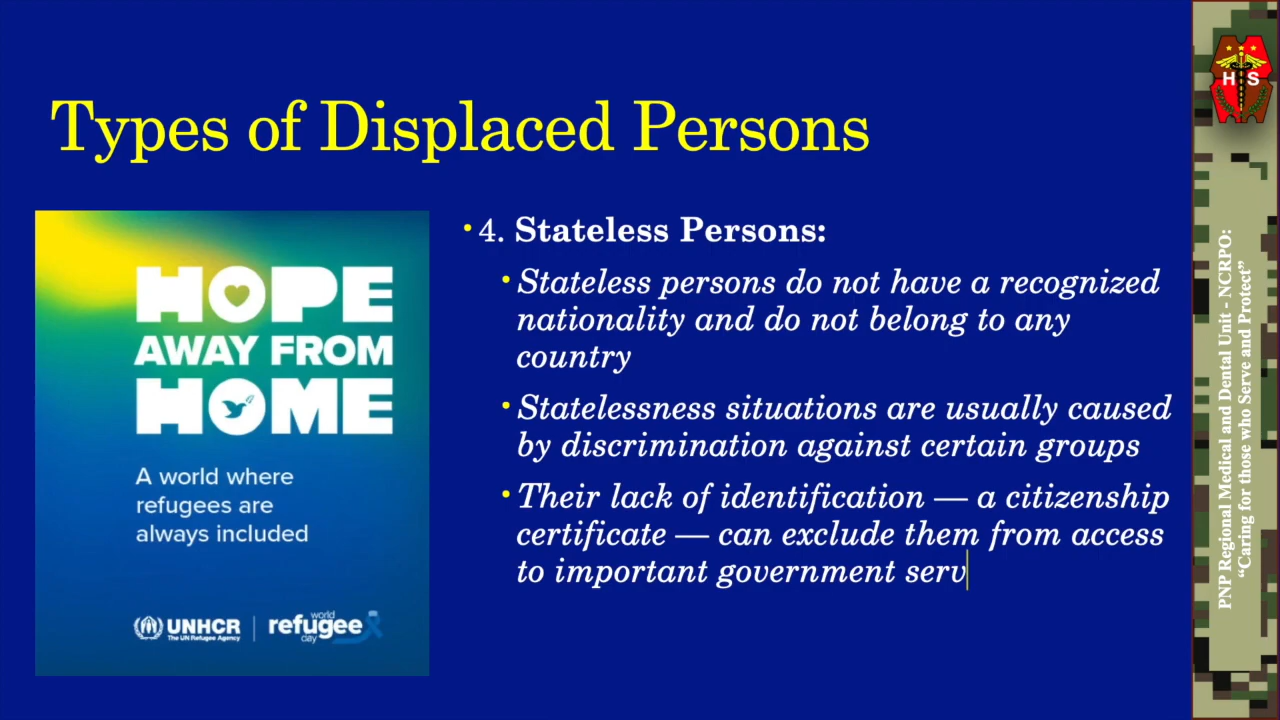 Types of Displaced Persons
HOPE
AWAY FROM
HOME
A world where
refugees are
always included
UNHCR
The UN Refugee Agency
world
refugee
day
• 4. Stateless Persons:
• Stateless persons do not have a recognized
nationality and do not belong to any
country
• Statelessness situations are usually caused
by discrimination against certain groups
• Their lack of identification — a citizenship
certificate — can exclude them from access
to important government serv
H S
PNP Regional Medical and Dental Unit - NCRPO:
“Caring for those who Serve and Protect”